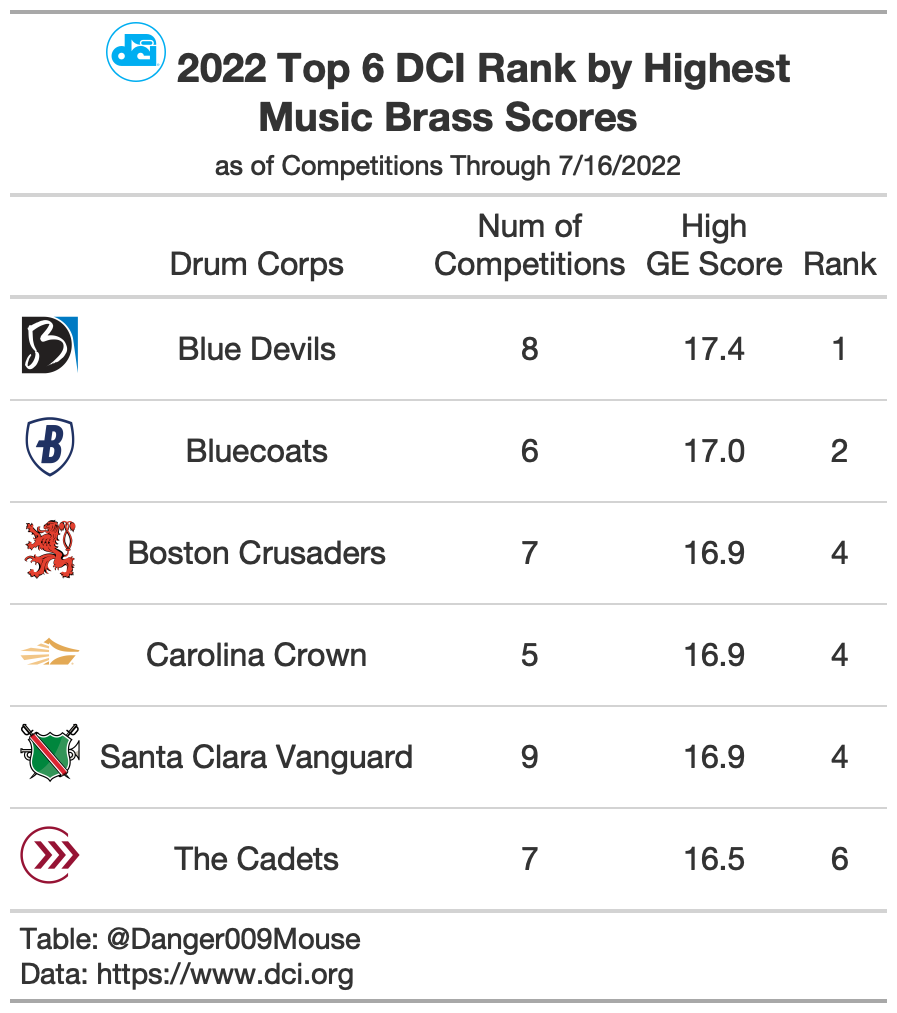 dci
2022 Top 6 DCI Rank by Highest
Music Brass Scores
as of Competitions Through 7/16/2022
Drum Corps Num of Competitions High GE Score Rank
B Blue Devils 8 17.4 1
B Bluecoats 6 17.0 2
Boston Crusaders 7 16.9 4
Carolina Crown 5 16.9 4
Santa Clara Vanguard 9 16.9 4
The Cadets 7 16.5 6
Table: @Danger009Mouse
Data: https://www.dci.org